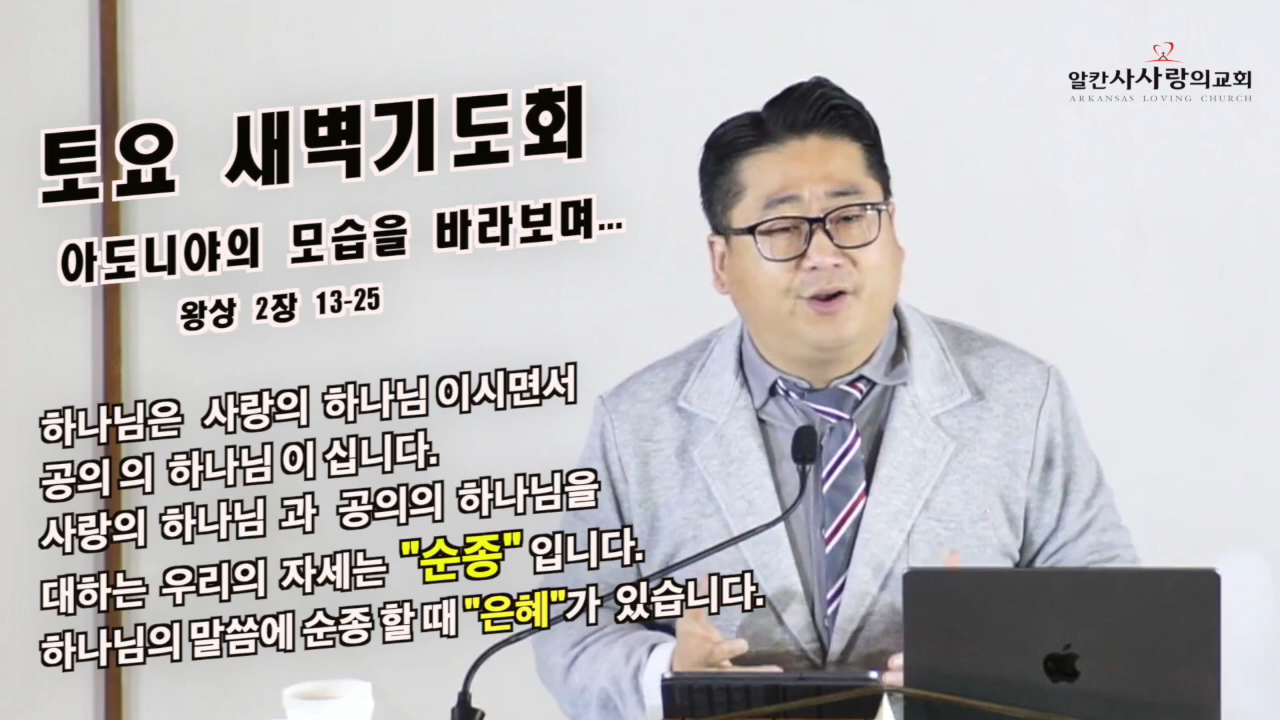 토요 새벽기도회
아도니야의 모습을 바라보며...
왕상 2장 13-25
하나님은 사랑의 하나님 이시면서
공의 의 하나님 이 십니다.
사랑의 하나님 과 공의의 하나님을
대하는 우리의 자세는 "순종" 입니다.
하나님의 말씀에 순종 할 때 "은혜"가 있습니다.
알칸사사랑의교회
ARKANSAS LOVING CHURCH